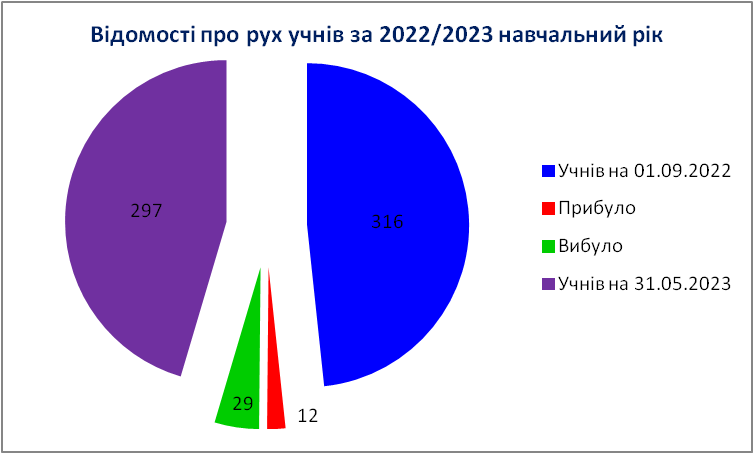 Відомості про рух учнів за 2022/2023 навчальний рік
297
316
29
12
Учнів на 01.09.2022
Прибуло
Вибуло
Учнів на 31.05.2023